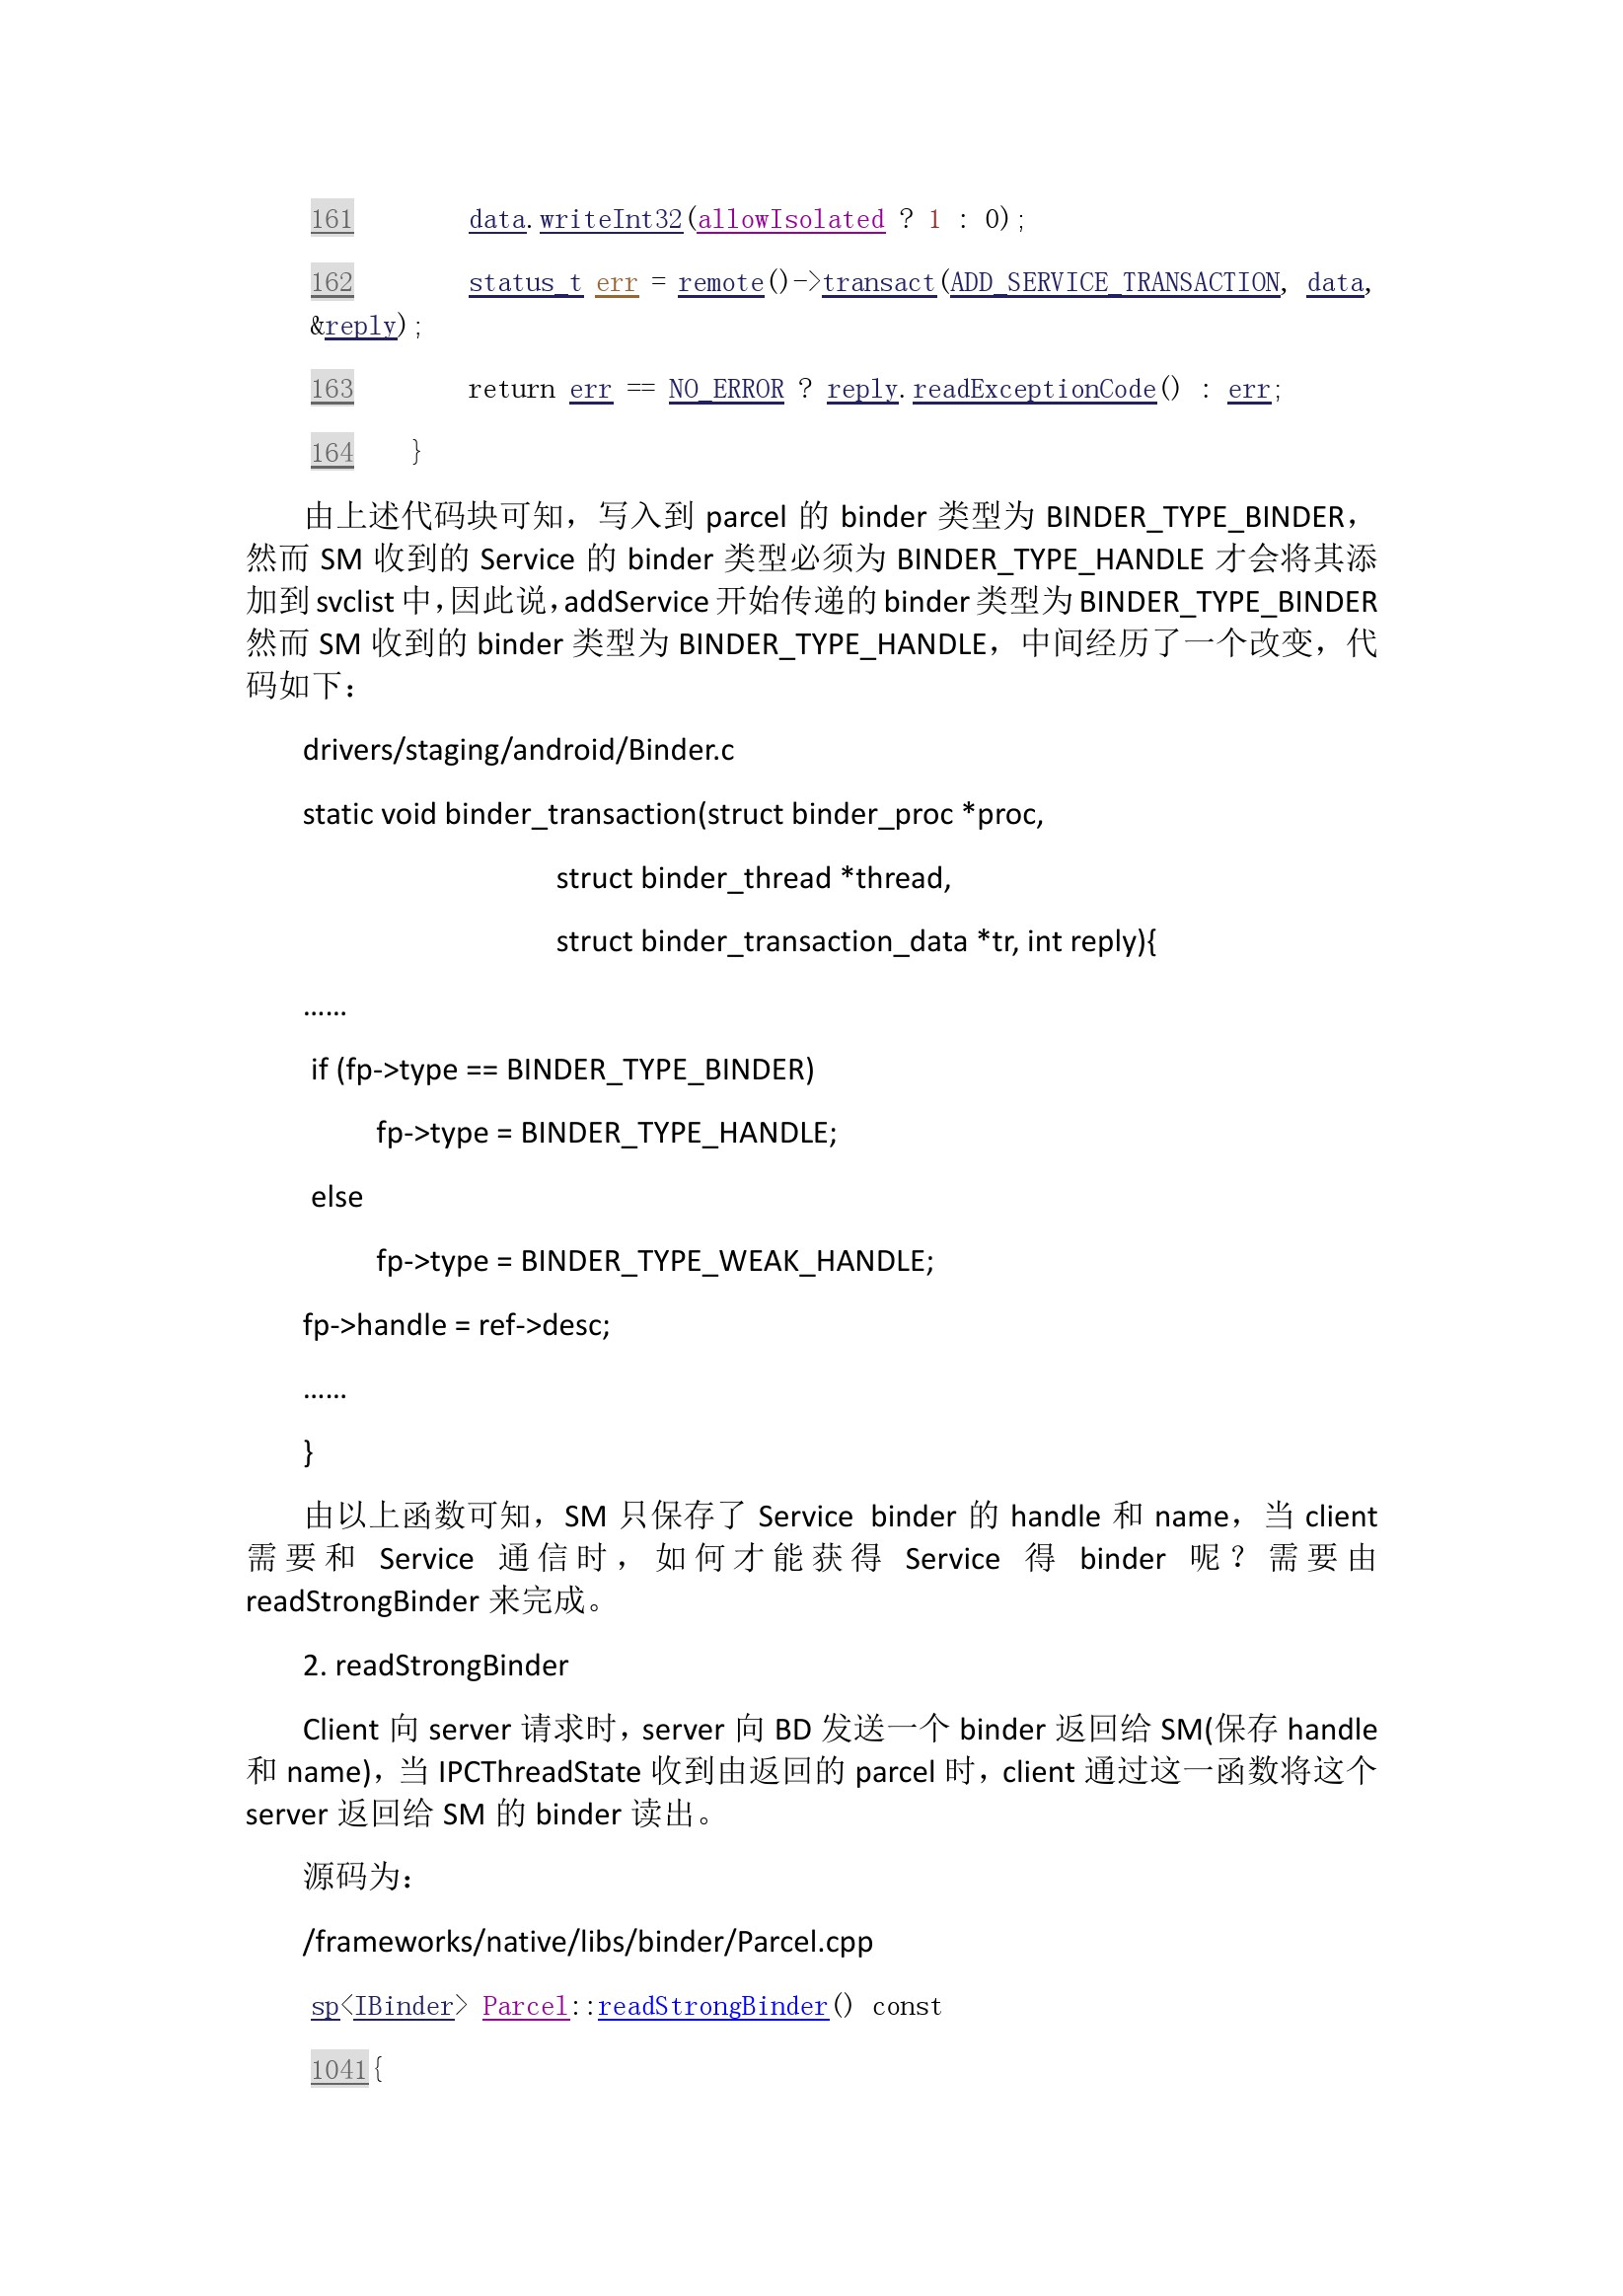 161        data.writeInt32(allowIsolated ? 1 : 0);
162        status_t err = remote()->transact(ADD_SERVICE_TRANSACTION, data,
&reply);
163        return err == NO_ERROR ? reply.readExceptionCode() : err;
164    }
由上述代码块可知，写入到 parcel 的 binder 类型为 BINDER_TYPE_BINDER，
然而 SM 收到的 Service 的 binder 类型必须为 BINDER_TYPE_HANDLE 才会将其添
加到 svclist 中，因此说，addService 开始传递的 binder 类型为 BINDER_TYPE_BINDER
然而 SM 收到的 binder 类型为 BINDER_TYPE_HANDLE，中间经历了一个改变，代
码如下：
drivers/staging/android/Binder.c
static void binder_transaction(struct binder_proc *proc,
struct binder_thread *thread,
struct binder_transaction_data *tr, int reply){
……
if (fp->type == BINDER_TYPE_BINDER)
fp->type = BINDER_TYPE_HANDLE;
else
fp->type = BINDER_TYPE_WEAK_HANDLE;
fp->handle = ref->desc;
……
}
由以上函数可知，SM 只保存了 Service binder 的 handle 和 name，当 client
需要和 Service 通信时，如何才能获得 Service 得 binder 呢？需要由
readStrongBinder 来完成。
2. readStrongBinder
Client 向 server 请求时，server 向 BD 发送一个 binder 返回给 SM(保存 handle
和 name)，当 IPCThreadState 收到由返回的 parcel 时，client 通过这一函数将这个
server 返回给 SM 的 binder 读出。
源码为：
/frameworks/native/libs/binder/Parcel.cpp
sp<IBinder> Parcel::readStrongBinder() const
1041{